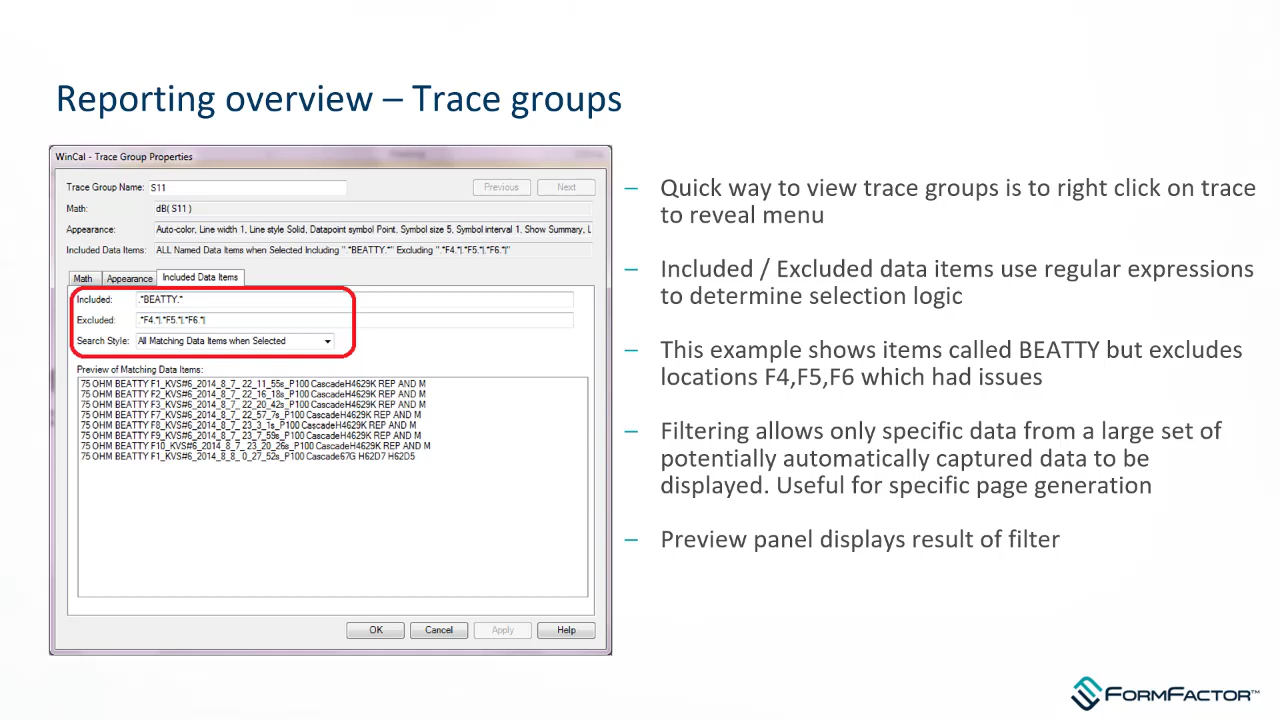 Reporting overview – Trace groups
WinCal - Trace Group Properties
Trace Group Name: S11
Previous
Next
Math: dB( S11 )
Appearance: Auto-color, Line width 1, Line style Solid, Datapoint symbol Point, Symbol size 5, Symbol interval 1, Show Summary, L
Included Data Items: ALL Named Data Items when Selected Including ".*BEATTY.*" Excluding ".*F4.*|.*F5.*|.*F6.*|"
Math
Appearance
Included Data Items
Included: .*BEATTY.*
Excluded: .*F4.*|.*F5.*|.*F6.*|
Search Style: All Matching Data Items when Selected
Preview of Matching Data Items:
75 OHM BEATTY F1_KVS#6_2014_8_7_22_11_55s_P100 CascadeH4629K REP AND M
75 OHM BEATTY F2_KVS#6_2014_8_7_22_16_18s_P100 CascadeH4629K REP AND M
75 OHM BEATTY F3_KVS#6_2014_8_7_22_20_42s_P100 CascadeH4629K REP AND M
75 OHM BEATTY F7_KVS#6_2014_8_7_22_57_7s_P100 CascadeH4629K REP AND M
75 OHM BEATTY F8_KVS#6_2014_8_7_23_3_1s_P100 CascadeH4629K REP AND M
75 OHM BEATTY F9_KVS#6_2014_8_7_23_7_59s_P100 CascadeH4629K REP AND M
75 OHM BEATTY F10_KVS#6_2014_8_7_23_20_26s_P100 CascadeH4629K REP AND M
75 OHM BEATTY F1_KVS#6_2014_8_8_0_27_52s_P100 Cascade67G H62D7 H62D5
OK
Cancel
Apply
Help
– Quick way to view trace groups is to right click on trace
to reveal menu
– Included / Excluded data items use regular expressions
to determine selection logic
– This example shows items called BEATTY but excludes
locations F4,F5,F6 which had issues
– Filtering allows only specific data from a large set of
potentially automatically captured data to be
displayed. Useful for specific page generation
– Preview panel displays result of filter
FORMFACTOR™